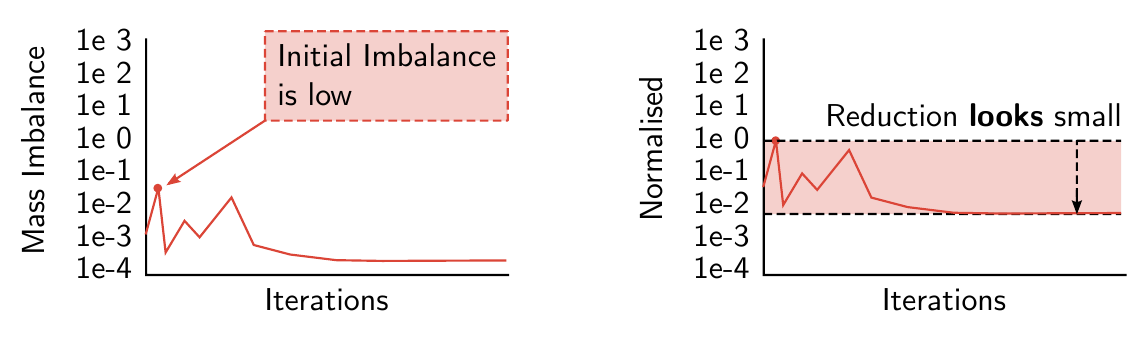 Mass Imbalance
1e 3
1e 2
1e 1
1e 0
1e-1
1e-2
1e-3
1e-4
Initial Imbalance
is low
Iterations
Normalised
1e 3
1e 2
1e 1
1e 0
1e-1
1e-2
1e-3
1e-4
Reduction looks small
Iterations